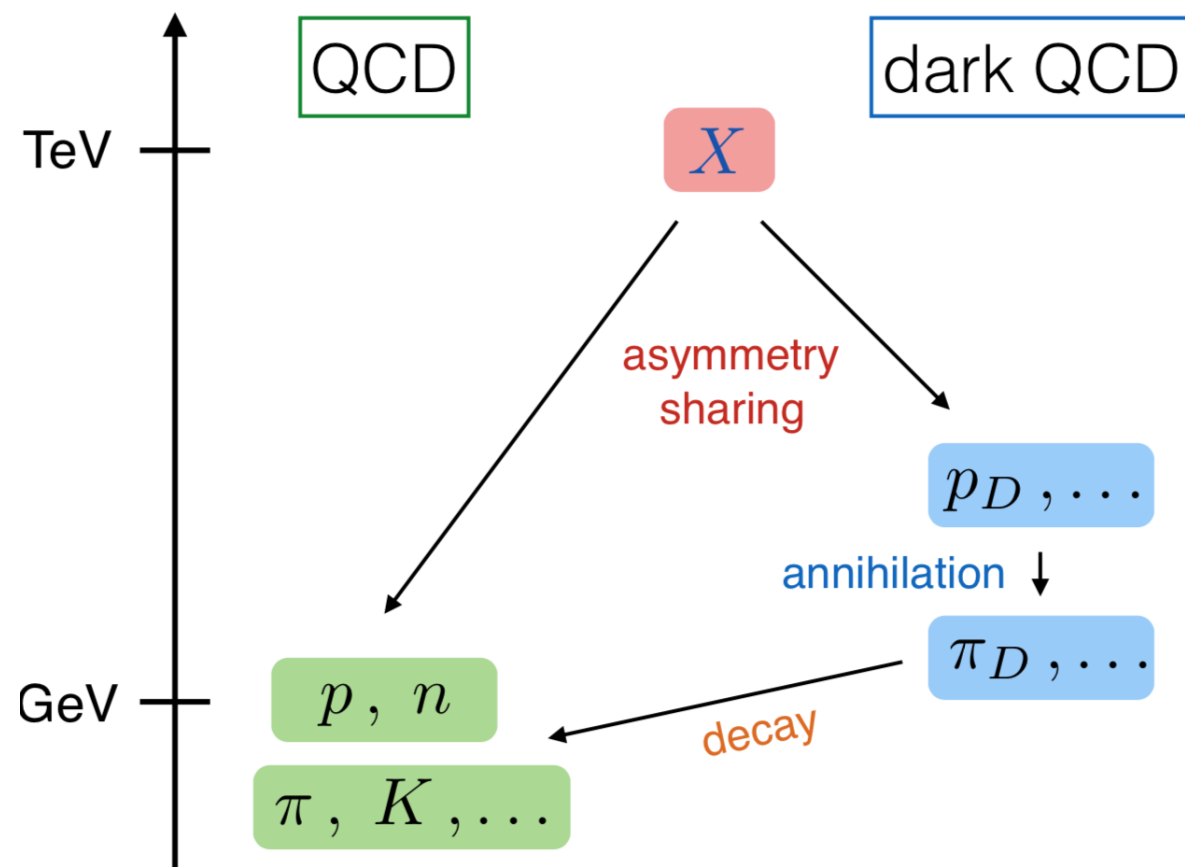 QCD
dark QCD
TeV
X
asymmetry
sharing
p_D , . . .
annihilation
π_D , . . .
GeV
p , n
decay
π , K , . . .